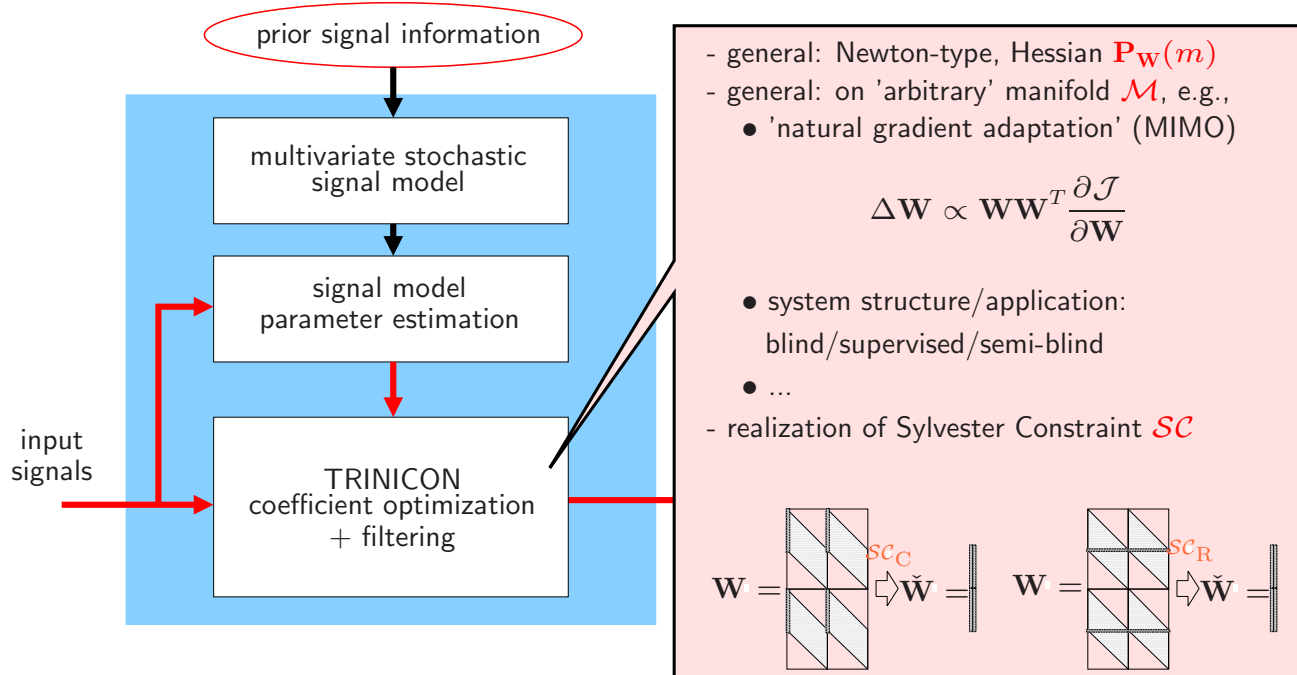 prior signal information
multivariate stochastic
signal model
signal model
parameter estimation
input
signals
TRINICON
coefficient optimization
+ filtering
- general: Newton-type, Hessian P_W(m)
- general: on 'arbitrary' manifold ℳ, e.g.,
• 'natural gradient adaptation' (MIMO)
ΔW ∝ WW^T ∂𝒥/∂W
• system structure/application:
blind/supervised/semi-blind
• ...
- realization of Sylvester Constraint 𝒮𝒞
W = 𝒮𝒞_C W̌ =
W = 𝒮𝒞_R W̌ =